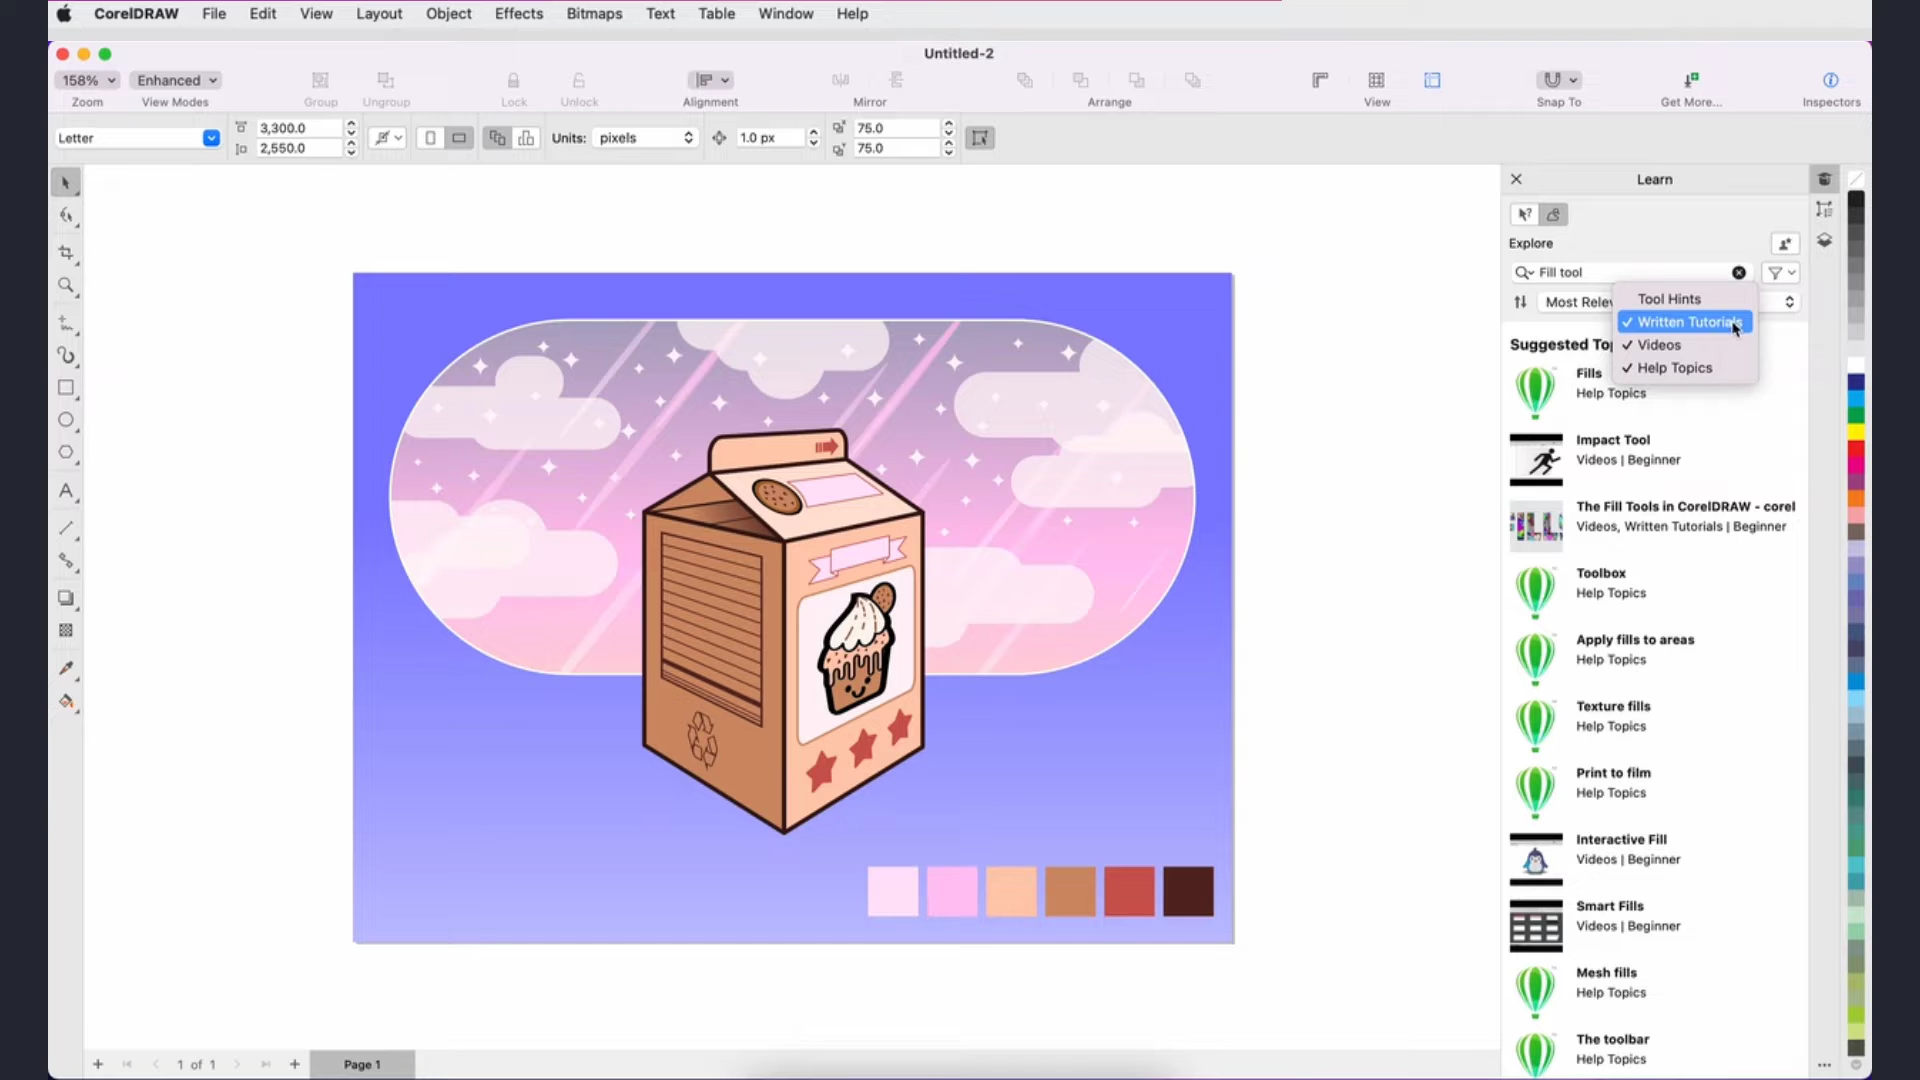 CorelDRAW File Edit View Layout Object Effects Bitmaps Text Table Window Help
Untitled-2
158% Enhanced
Zoom View Modes Group Ungroup Lock Unlock Alignment Mirror Arrange View Snap To Get More... Inspectors
Letter 3,300.0 Units: pixels 1.0 px 75.0
2,550.0 75.0
Learn
Explore
Fill tool
Most Rele
Tool Hints
Written Tutorials
Videos
Help Topics
Suggested To
Fills
Help Topics
Impact Tool
Videos | Beginner
The Fill Tools in CorelDRAW - corel
Videos, Written Tutorials | Beginner
Toolbox
Help Topics
Apply fills to areas
Help Topics
Texture fills
Help Topics
Print to film
Help Topics
Interactive Fill
Videos | Beginner
Smart Fills
Videos | Beginner
Mesh fills
Help Topics
The toolbar
Help Topics
1 of 1 Page 1